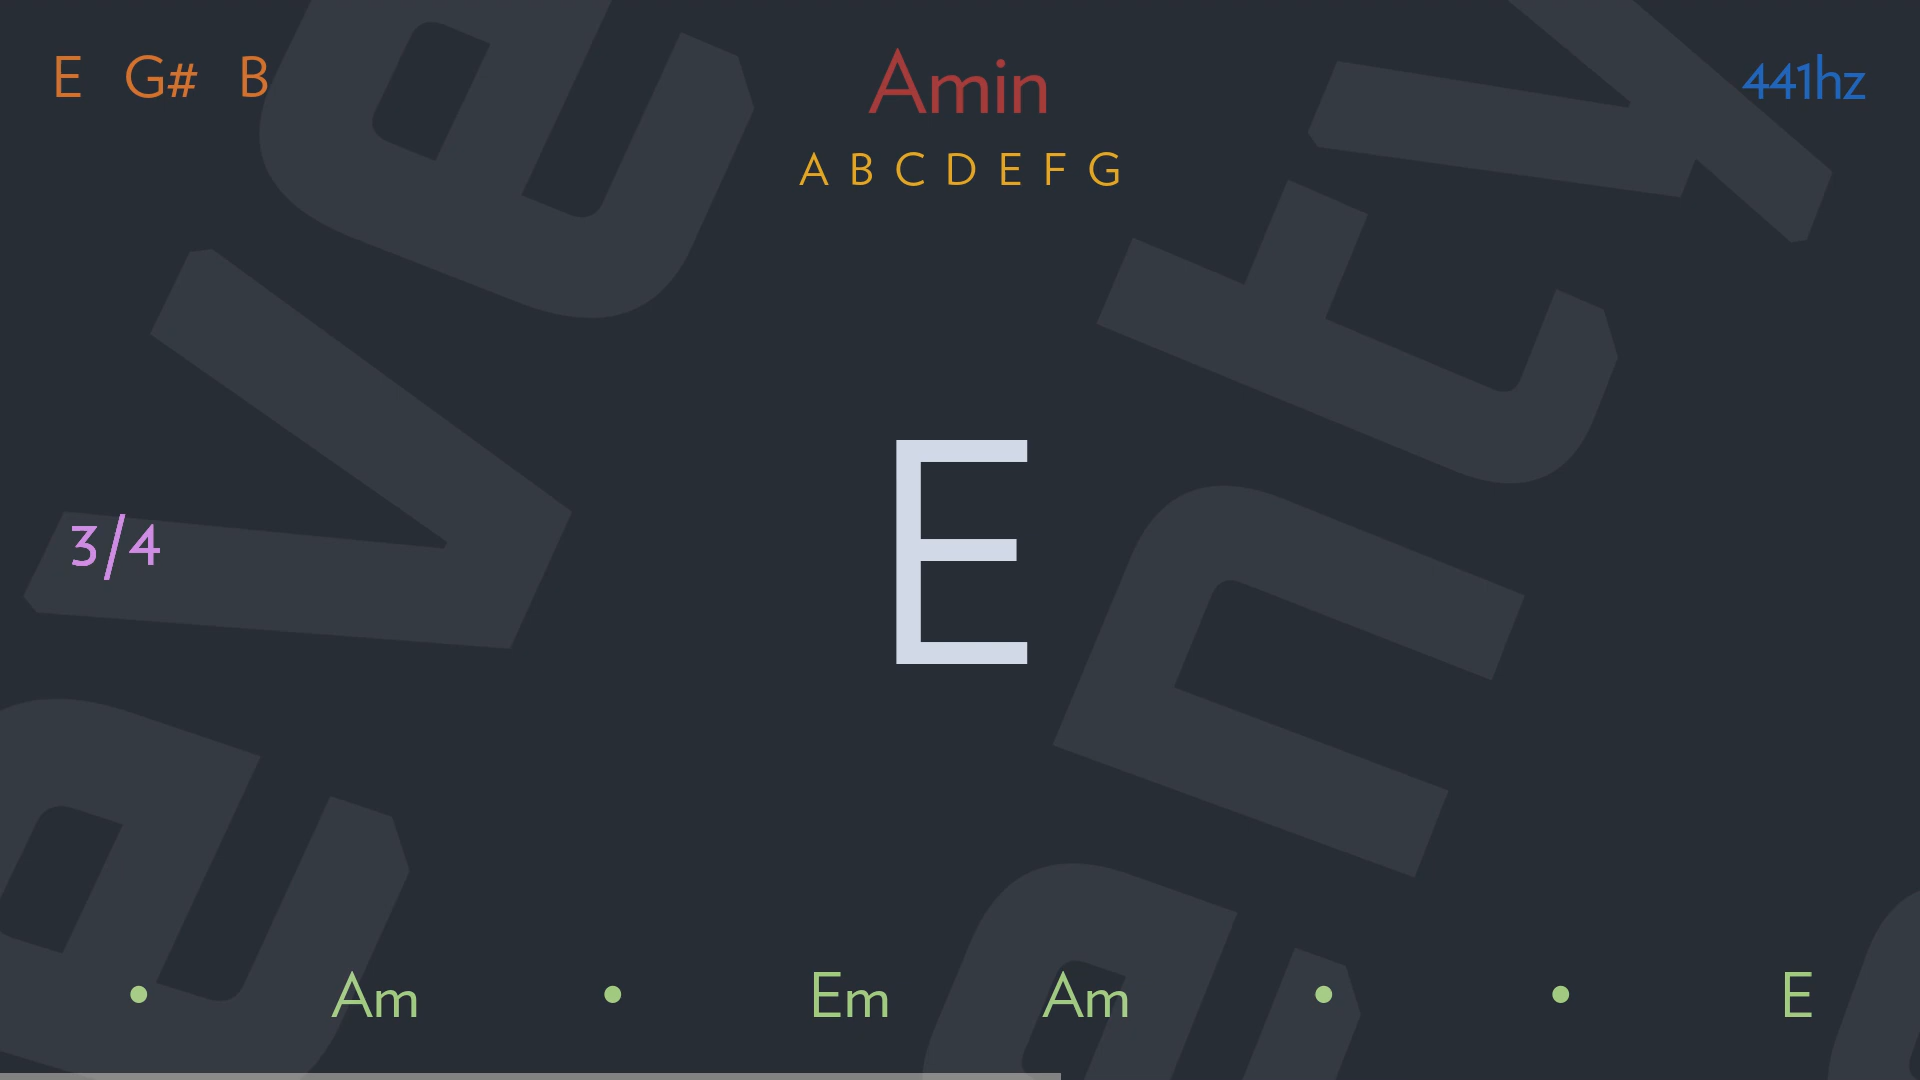 E G# B
Amin
441hz
A B C D E F G
3/4
E
• Am • Em Am • • E